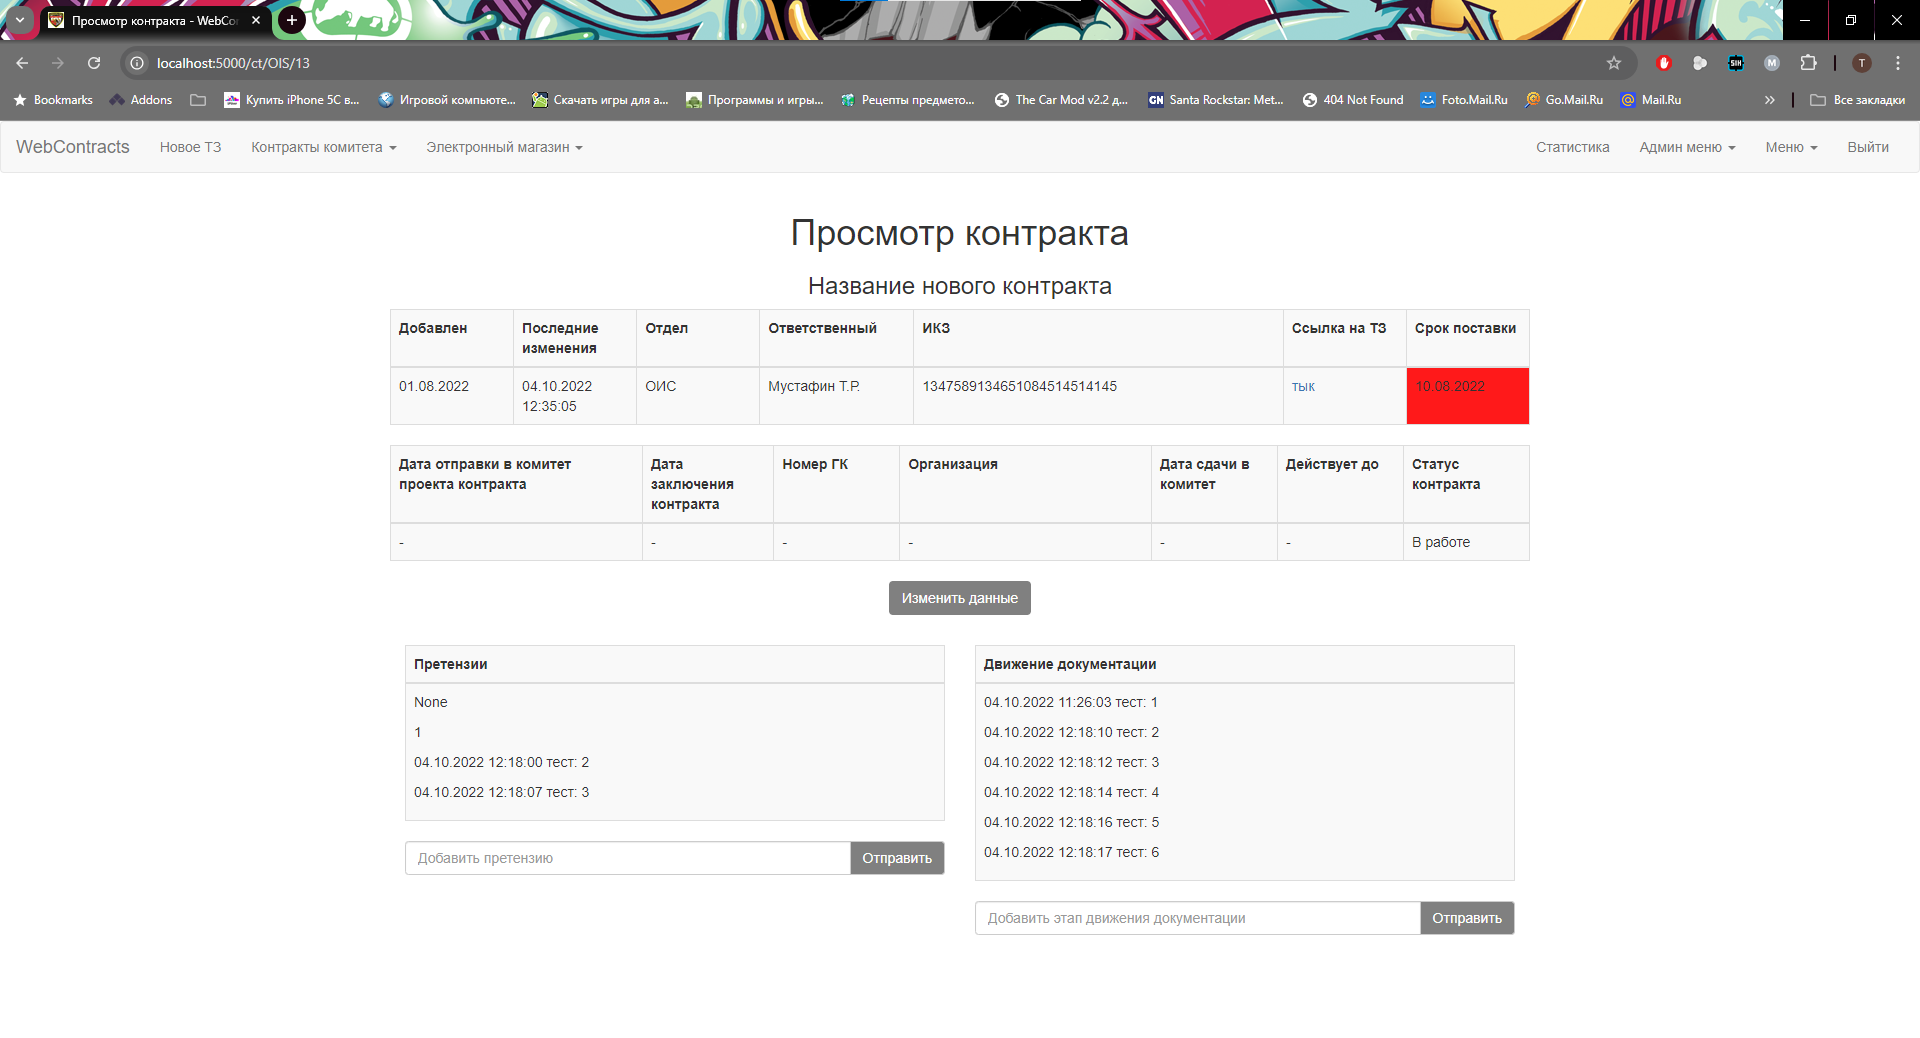 Просмотр контракта - WebCo
localhost:5000/ct/OIS/13
Bookmarks Addons Купить iPhone 5C в... Игровой компьюте... Скачать игры для а... Программы и игры... Рецепты предмето... The Car Mod v2.2 д... GN Santa Rockstar: Met... 404 Not Found Foto.Mail.Ru Go.Mail.Ru Mail.Ru » Все закладки
WebContracts Новое ТЗ Контракты комитета Электронный магазин Статистика Админ меню Меню Выйти
Просмотр контракта
Название нового контракта
Добавлен Последние изменения Отдел Ответственный ИКЗ Ссылка на ТЗ Срок поставки
01.08.2022 04.10.2022 12:35:05 ОИС Мустафин Т.Р. 1347589134651084514514145 тык 10.08.2022
Дата отправки в комитет проекта контракта Дата заключения контракта Номер ГК Организация Дата сдачи в комитет Действует до Статус контракта
- - - - - - В работе
Изменить данные
Претензии
None
1
04.10.2022 12:18:00 тест: 2
04.10.2022 12:18:07 тест: 3
Добавить претензию Отправить
Движение документации
04.10.2022 11:26:03 тест: 1
04.10.2022 12:18:10 тест: 2
04.10.2022 12:18:12 тест: 3
04.10.2022 12:18:14 тест: 4
04.10.2022 12:18:16 тест: 5
04.10.2022 12:18:17 тест: 6
Добавить этап движения документации Отправить